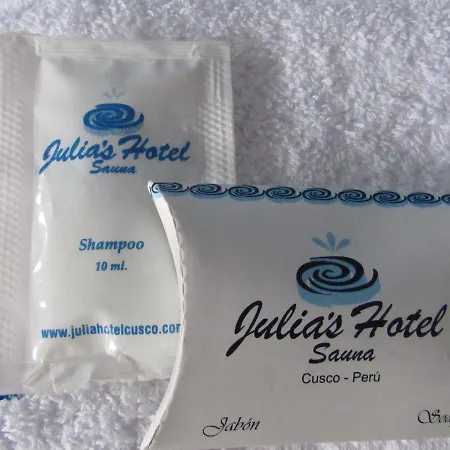 Julia's Hotel
Sauna
Shampoo
10 ml.
www.juliahotelcusco.com
Julia's Hotel
Sauna
Cusco - Perú
Jabón